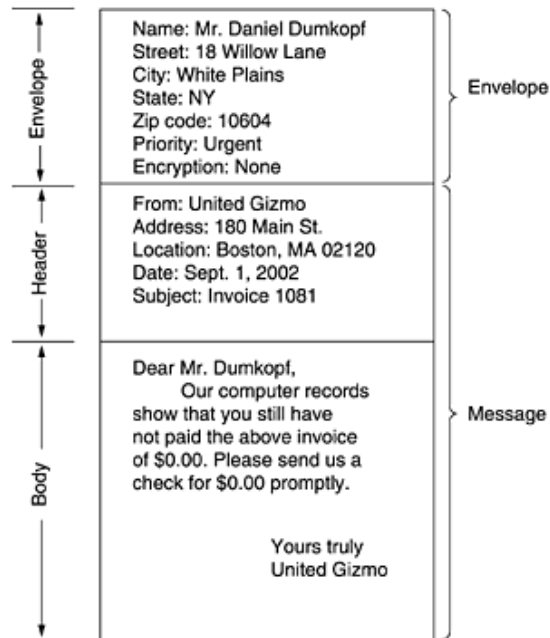 Envelope
Name: Mr. Daniel Dumkopf
Street: 18 Willow Lane
City: White Plains
State: NY
Zip code: 10604
Priority: Urgent
Encryption: None
Envelope
Header
From: United Gizmo
Address: 180 Main St.
Location: Boston, MA 02120
Date: Sept. 1, 2002
Subject: Invoice 1081
Body
Dear Mr. Dumkopf,
Our computer records
show that you still have
not paid the above invoice
of $0.00. Please send us a
check for $0.00 promptly.
Yours truly
United Gizmo
Message